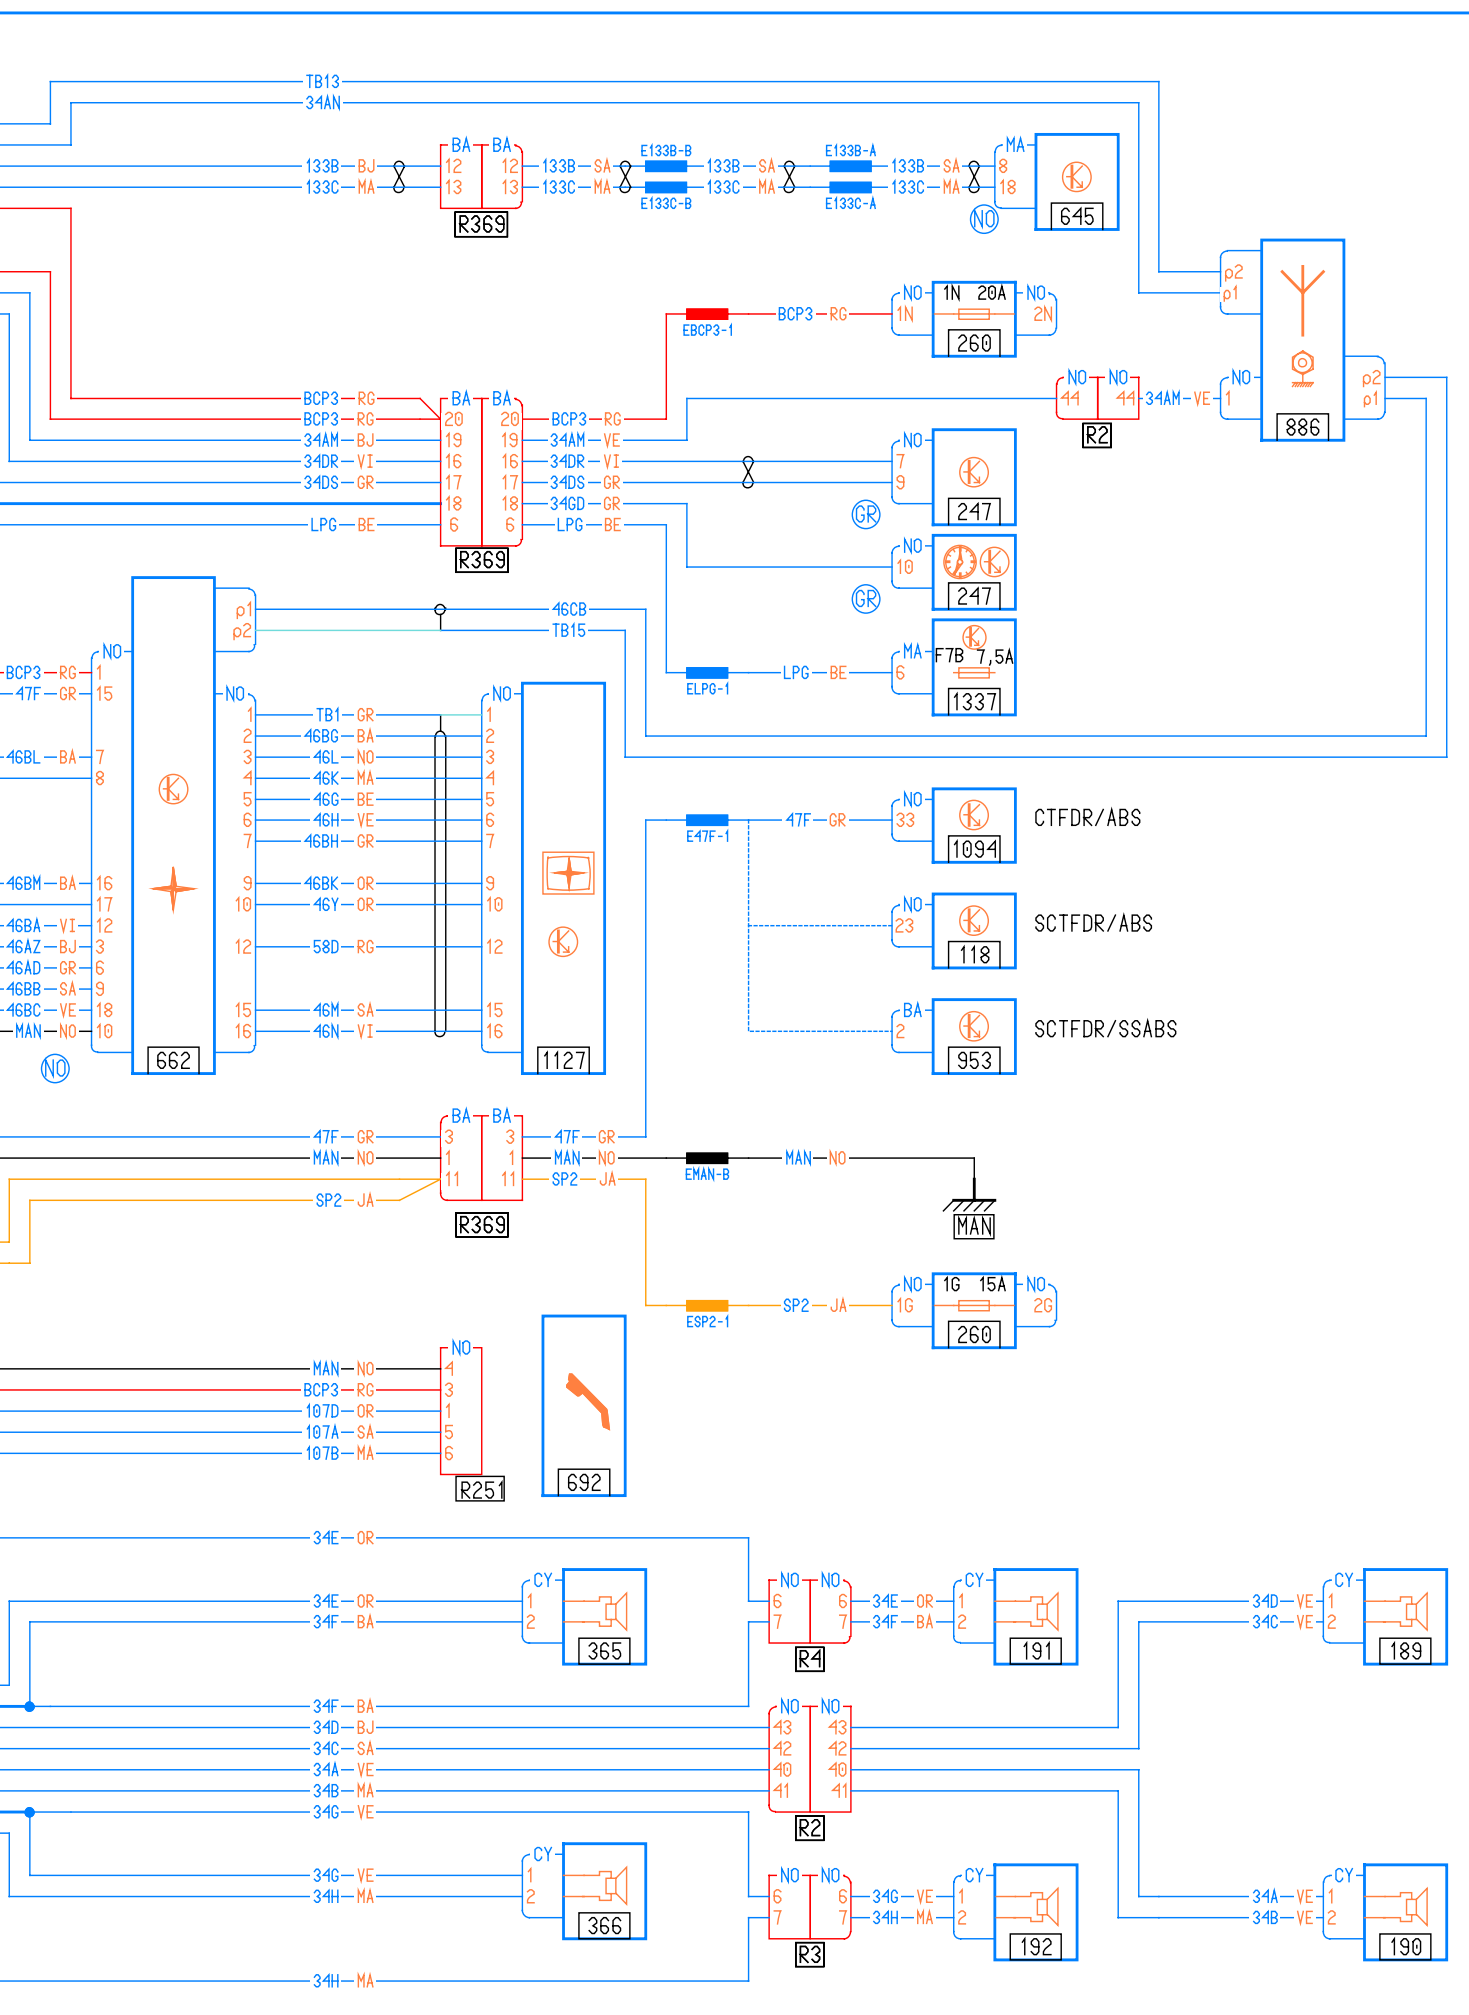 TB13
34AN
BA BA
133B BJ 12 12 133B SA E133B-B 133B SA E133B-A 133B SA 8 MA
133C MA 13 13 133C MA E133C-B 133C MA E133C-A 133C MA 18
R369
NO
645
p2
p1
NO 1N 20A NO
EBCP3-1 BCP3 RG 1N 2N
260
NO NO NO p2
44 44 34AM VE 1 p1
R2
886
BA BA
BCP3 RG
BCP3 RG 20 20 BCP3 RG
34AM BJ 19 19 34AM VE
34DR VI 16 16 34DR VI
34DS GR 17 17 34DS GR
18 18 34GD GR
LPG BE 6 6 LPG BE
R369
NO
7
9
GR
247
NO
10
GR
247
p1 46CB
p2 TB15
MA F7B 7,5A
ELPG-1 LPG BE 6
1337
NO
BCP3 RG 1
47F GR 15
46BL BA 7
8
46BM BA 16
17
46BA VI 12
46AZ BJ 3
46AD GR 6
46BB SA 9
46BC VE 18
MAN NO 10
NO
662
NO NO
1 TB1 GR 1
2 46BG BA 2
3 46L NO 3
4 46K MA 4
5 46G BE 5
6 46H VE 6
7 46BH GR 7
9 46BK OR 9
10 46Y OR 10
12 58D RG 12
15 46M SA 15
16 46N VI 16
1127
E47F-1 47F GR 33 NO
1094
CTFDR/ABS
NO
23
118
SCTFDR/ABS
BA
2
953
SCTFDR/SSABS
BA BA
47F GR 3 3 47F GR
MAN NO 1 1 MAN NO EMAN-B MAN NO
11 11 SP2 JA
SP2 JA
R369
MAN
NO 1G 15A NO
ESP2-1 SP2 JA 1G 2G
260
NO
MAN NO 4
BCP3 RG 3
107D OR 1
107A SA 5
107B MA 6
R251
692
34E OR
CY
34E OR 1
34F BA 2
365
NO NO CY
6 6 34E OR 1
7 7 34F BA 2
R4
191
CY
34D VE 1
34C VE 2
189
34F BA
34D BJ
34C SA
34A VE
34B MA
34G VE
NO NO
43 43
42 42
40 40
41 41
R2
CY
34G VE 1
34H MA 2
366
NO NO CY
6 6 34G VE 1
7 7 34H MA 2
R3
192
CY
34A VE 1
34B VE 2
190
34H MA